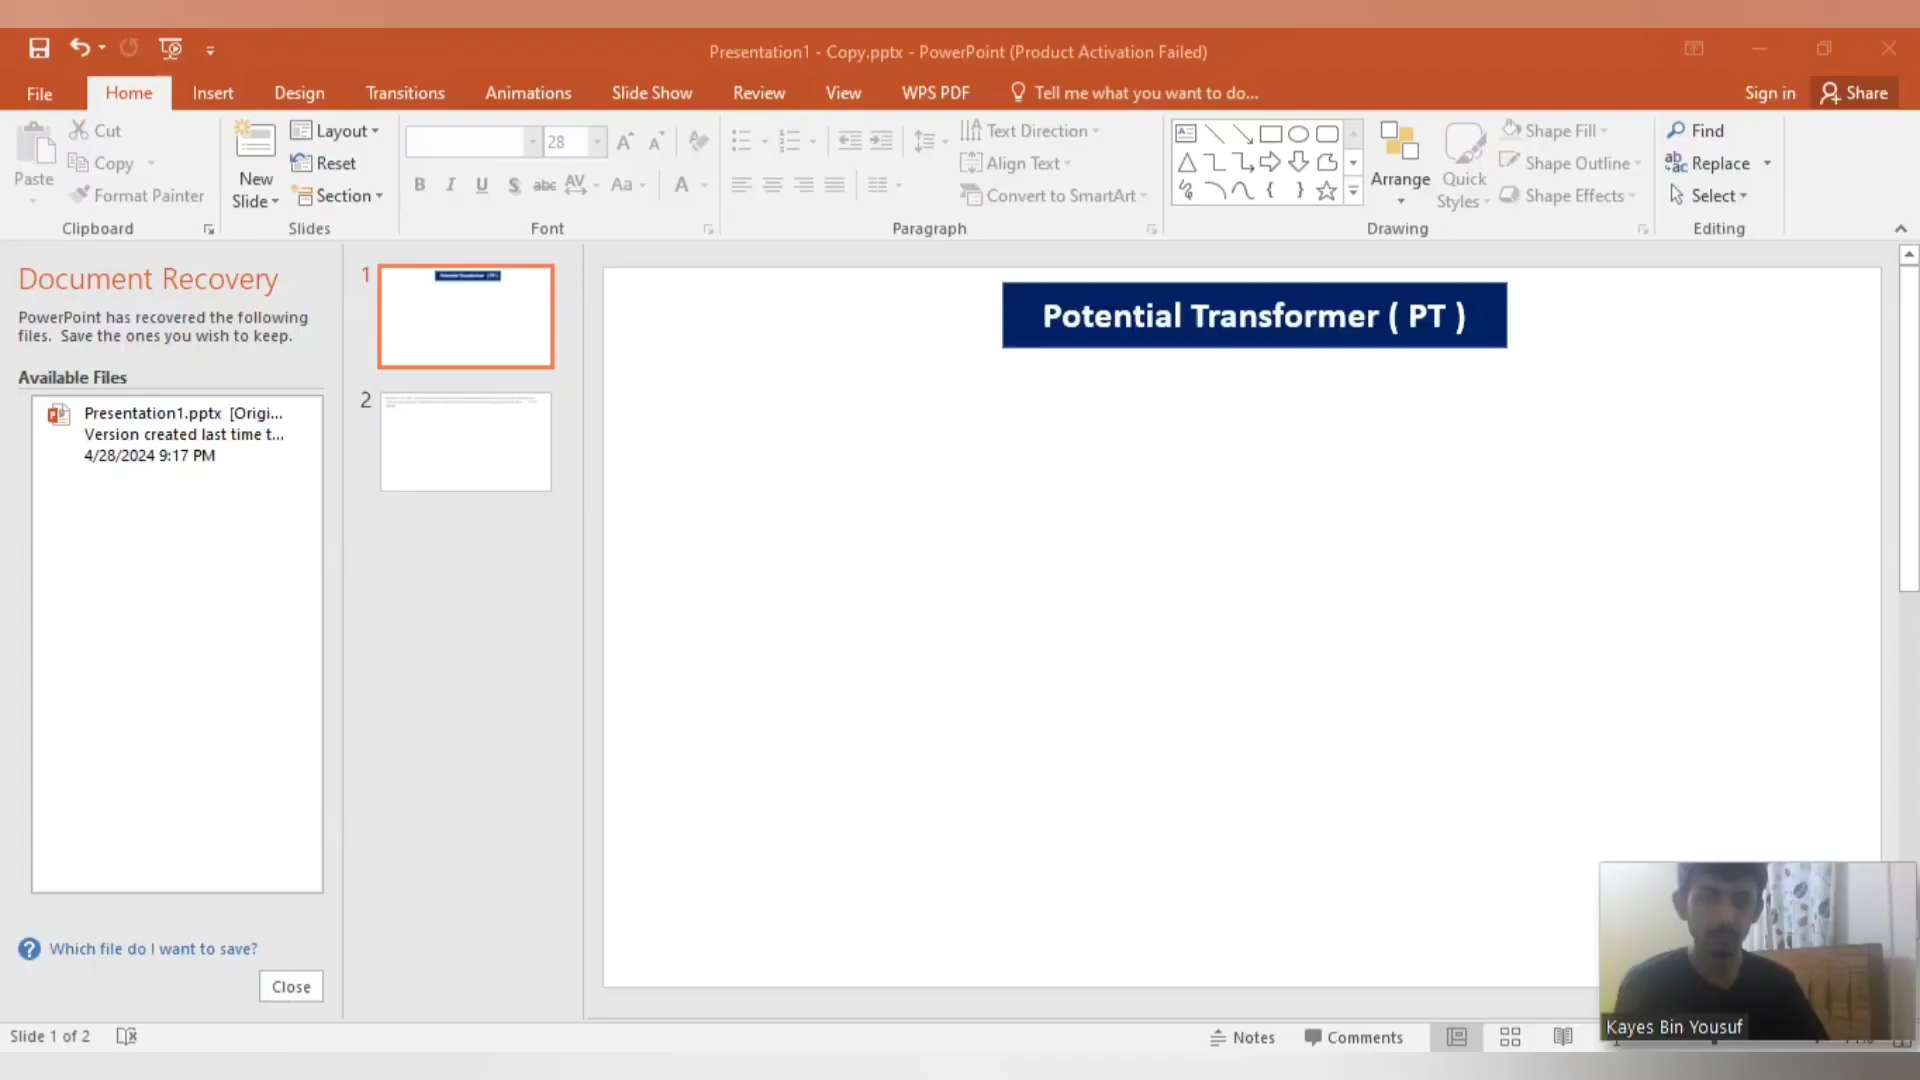 Presentation1 - Copy.pptx - PowerPoint (Product Activation Failed)
File Home Insert Design Transitions Animations Slide Show Review View WPS PDF Tell me what you want to do... Sign in Share
Paste
Cut
Copy
Format Painter
Clipboard
New
Slide
Layout
Reset
Section
Slides
28
B I U S abc AV Aa A
Font
Text Direction
Align Text
Convert to SmartArt
Paragraph
Arrange
Quick
Styles
Shape Fill
Shape Outline
Shape Effects
Drawing
Find
Replace
Select
Editing
Document Recovery
PowerPoint has recovered the following
files. Save the ones you wish to keep.
Available Files
Presentation1.pptx [Origi...
Version created last time t...
4/28/2024 9:17 PM
Which file do I want to save?
Close
1
Potential Transformer ( PT )
2
Potential Transformer ( PT )
Kayes Bin Yousuf
Slide 1 of 2
Notes Comments